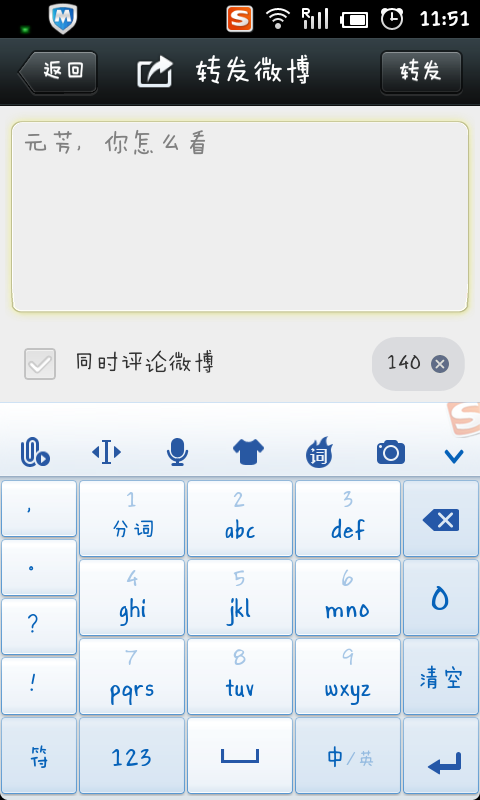 M S R 11:51
返回 转发微博 转发
元芳,你怎么看
同时评论微博 140
S
词
, 1 2 3
分词 abc def
。 4 5 6 0
? ghi jkl mno
! 7 8 9 清空
pqrs tuv wxyz
符 123 中/英